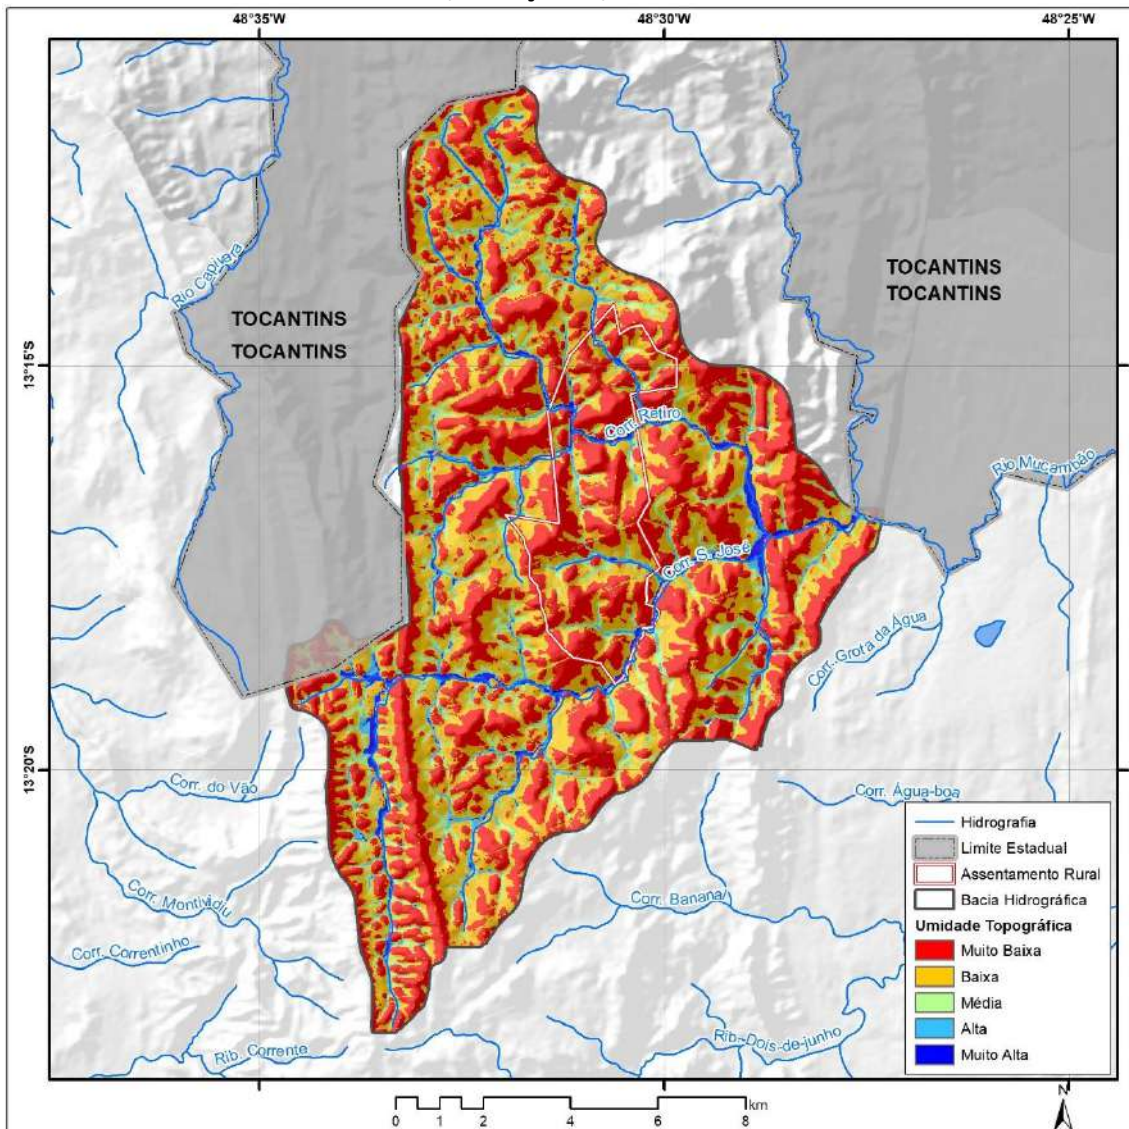 48°35'W
48°30'W
48°25'W
13°15'S
13°20'S
Rio Capivara
TOCANTINS
TOCANTINS
TOCANTINS
TOCANTINS
Corr. Retiro
Rio Mucambão
Corr. S. José
Corr. Grota da Água
Corr. do Vão
Corr. Água-boa
Corr. Montividiu
Corr. Banana
Corr. Correntinho
Rib. Corrente
Rib. Dois-de-junho
Hidrografia
Limite Estadual
Assentamento Rural
Bacia Hidrográfica
Umidade Topográfica
Muito Baixa
Baixa
Média
Alta
Muito Alta
km
0 1 2 4 6 8
N